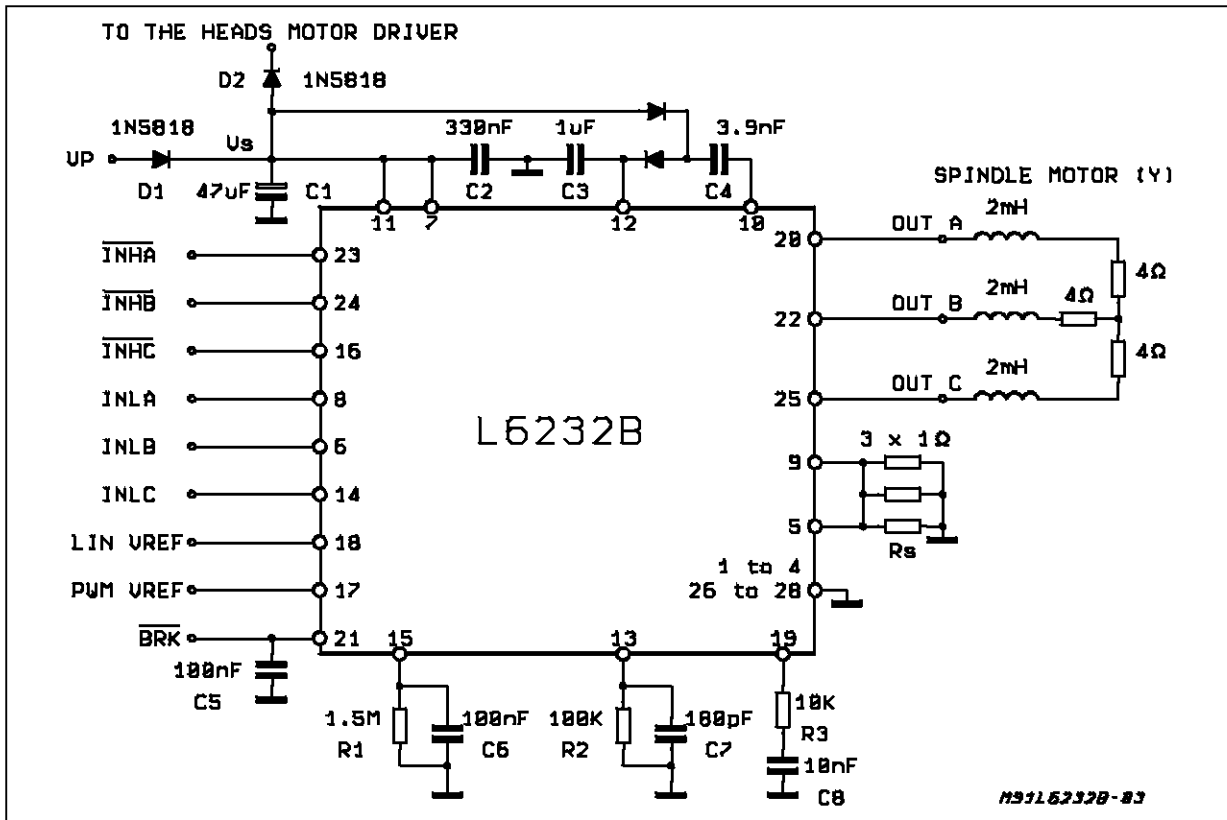 TO THE HEADS MOTOR DRIVER
D2 1N5818
1N5818
VP
D1
Vs
47uF C1
330nF
C2
1uF
C3
3.9nF
C4
11
7
12
10
SPINDLE MOTOR (Y)
INHA 23
INHB 24
INHC 16
INLA 8
INLB 6
INLC 14
LIN VREF 18
PWM VREF 17
BRK 21
100nF
C5
L6232B
20 OUT A 2mH 4Ω
22 OUT B 2mH 4Ω
25 OUT C 2mH 4Ω
3 x 1Ω
9
5
Rs
1 to 4
26 to 28
15
1.5M
R1
100nF
C6
13
100K
R2
180pF
C7
19
10K
R3
10nF
C8